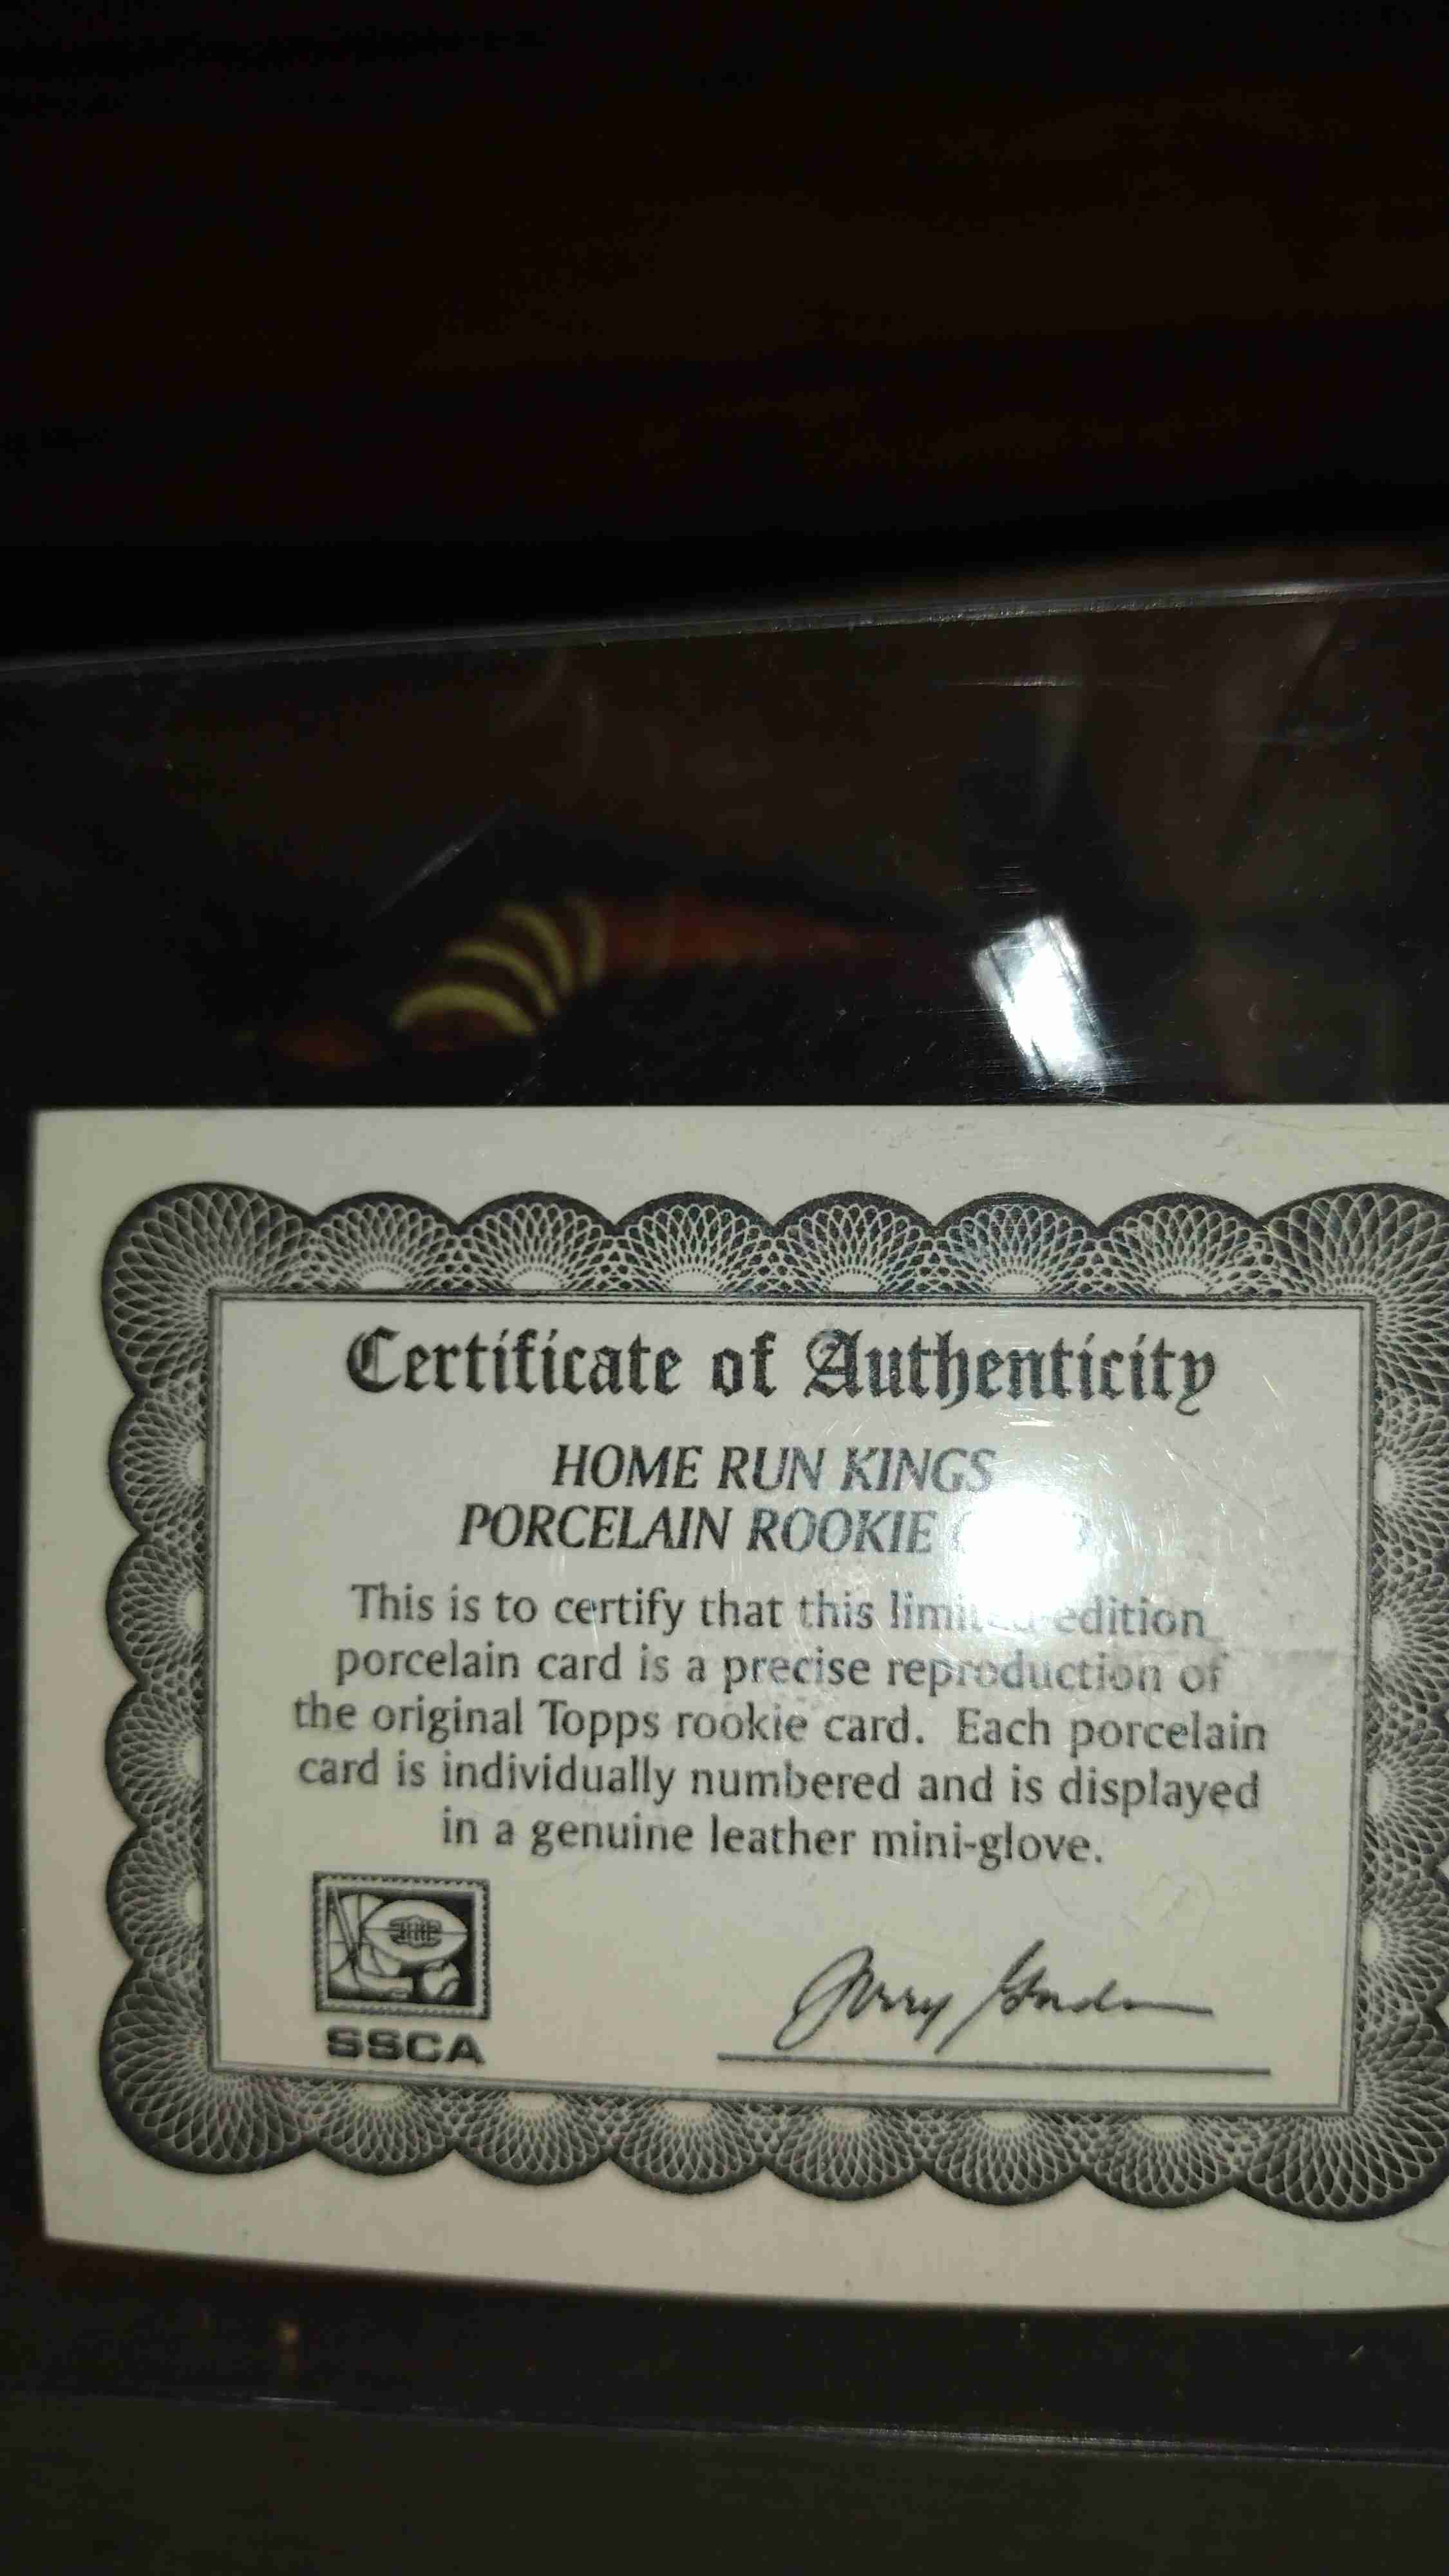 Certificate of Authenticity
HOME RUN KINGS
PORCELAIN ROOKIE
This is to certify that this limited edition
porcelain card is a precise reproduction of
the original Topps rookie card. Each porcelain
card is individually numbered and is displayed
in a genuine leather mini-glove.
SSCA